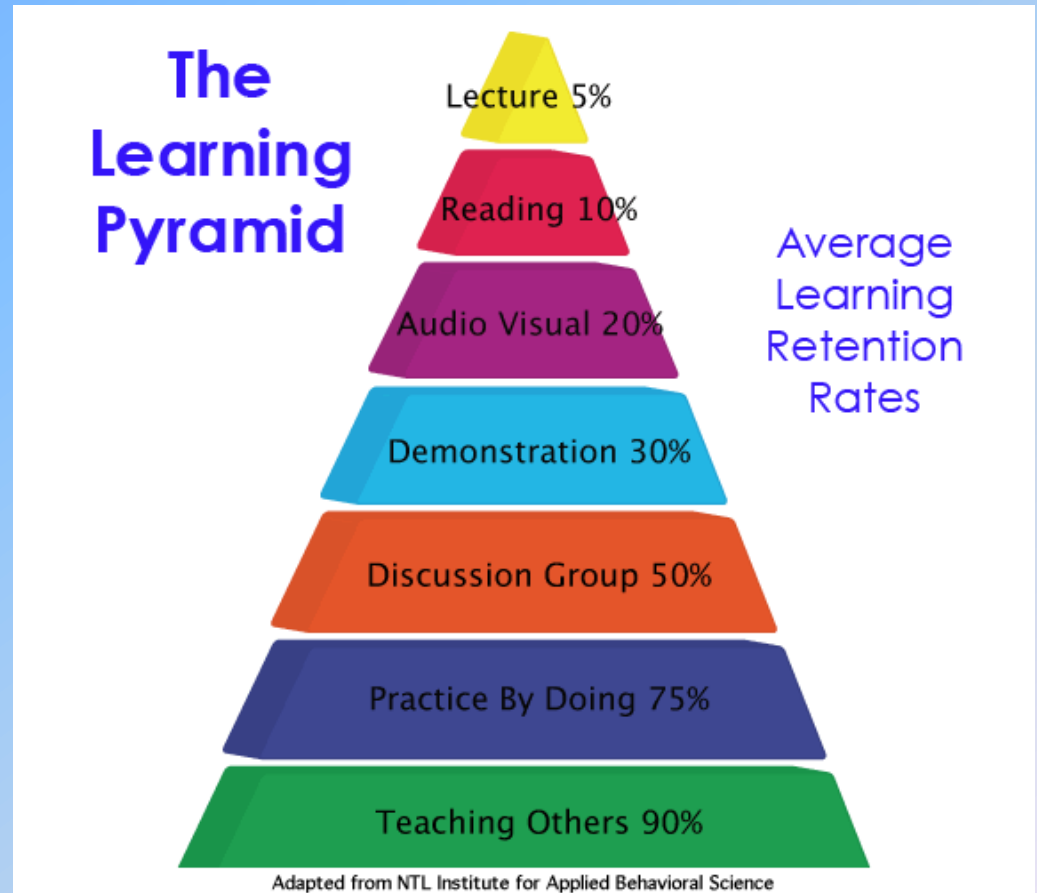 The
Learning
Pyramid
Lecture 5%
Reading 10%
Average
Learning
Retention
Rates
Audio Visual 20%
Demonstration 30%
Discussion Group 50%
Practice By Doing 75%
Teaching Others 90%
Adapted from NTL Institute for Applied Behavioral Science